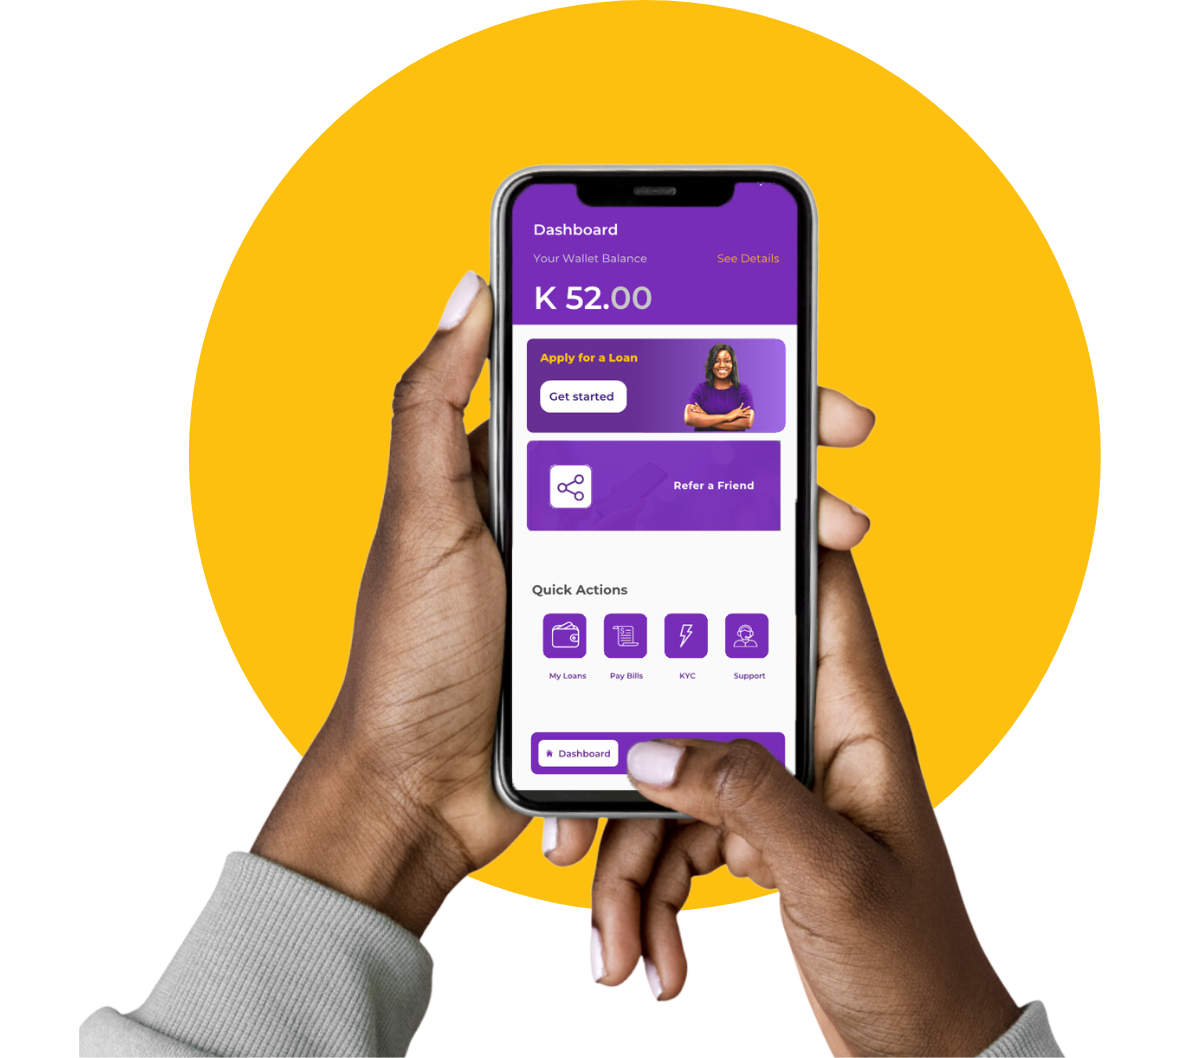 Dashboard
Your Wallet Balance See Details
K 52.00
Apply for a Loan
Get started
Refer a Friend
Quick Actions
My Loans Pay Bills KYC Support
Dashboard